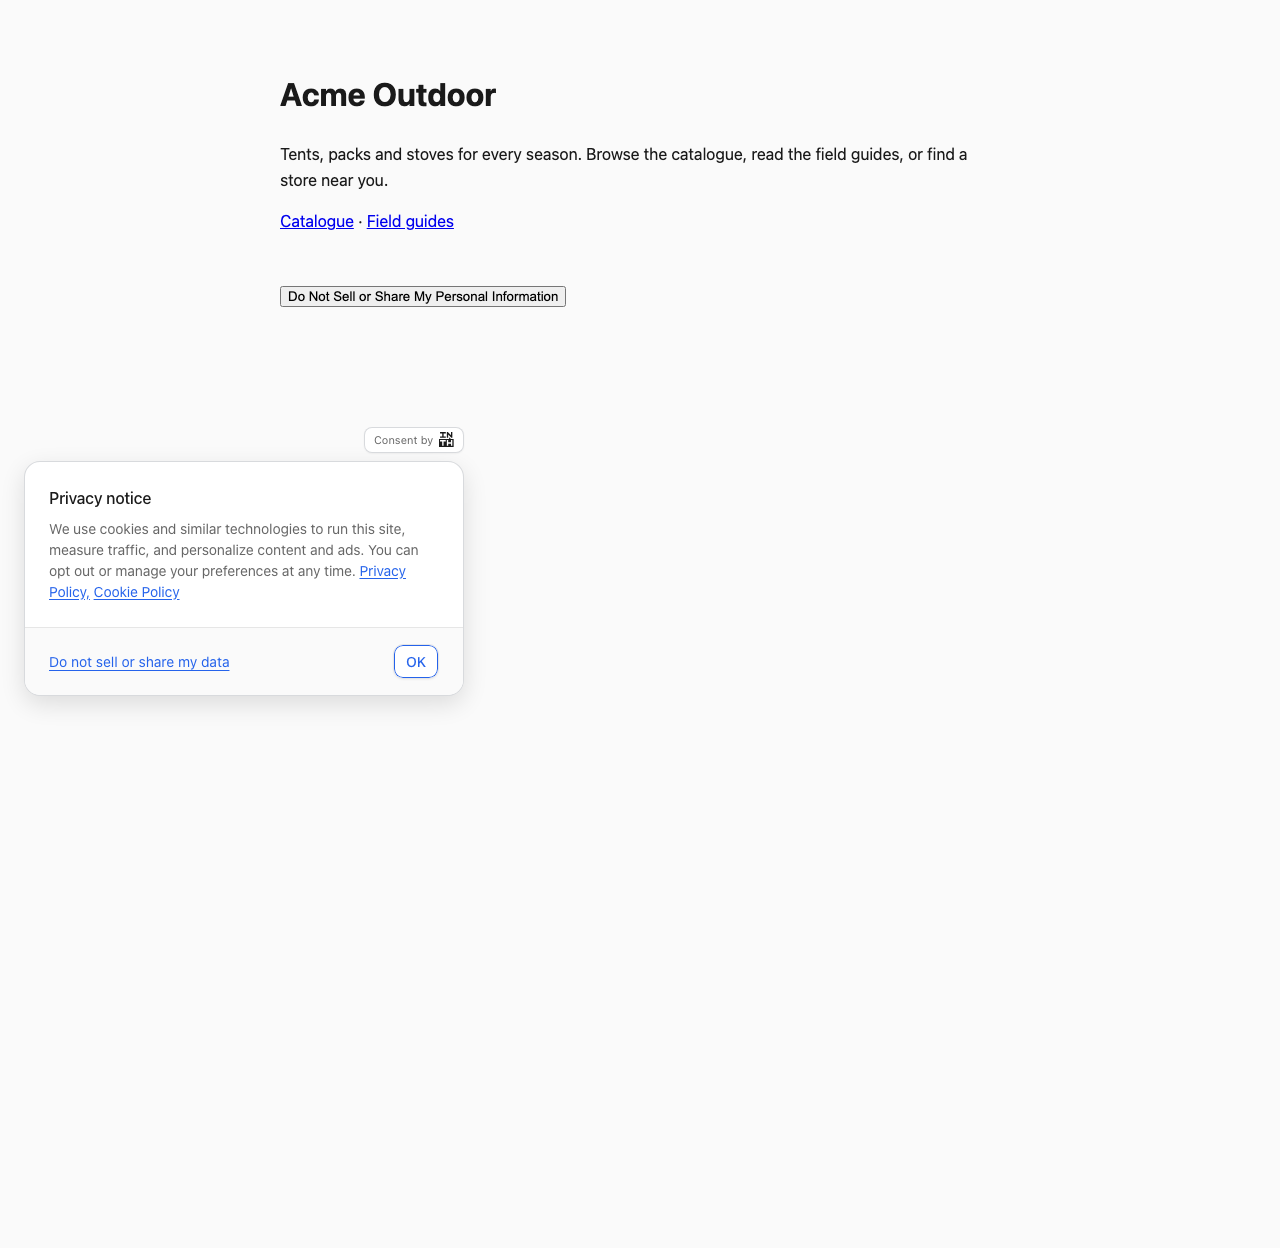 Acme Outdoor
Tents, packs and stoves for every season. Browse the catalogue, read the field guides, or find a
store near you.
Catalogue · Field guides
Do Not Sell or Share My Personal Information
Consent by IN TH
Privacy notice
We use cookies and similar technologies to run this site,
measure traffic, and personalize content and ads. You can
opt out or manage your preferences at any time. Privacy
Policy, Cookie Policy
Do not sell or share my data
OK